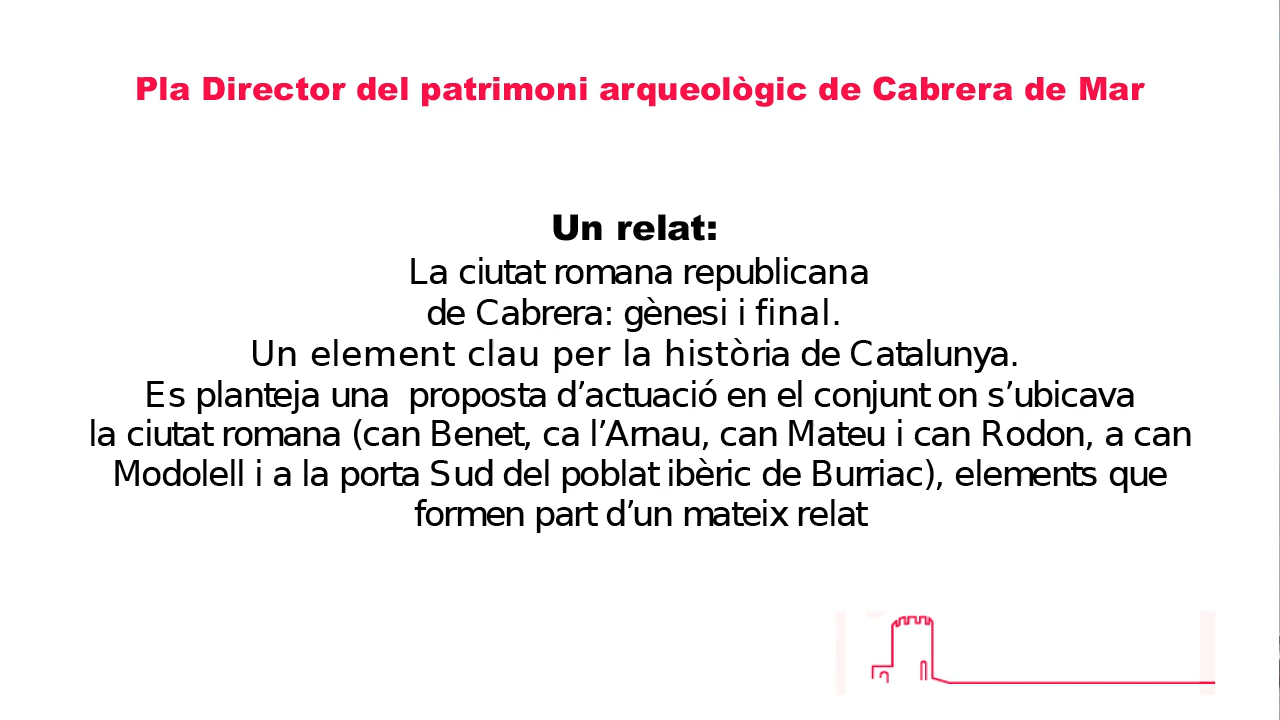 Pla Director del patrimoni arqueològic de Cabrera de Mar
Un relat:
La ciutat romana republicana
de Cabrera: gènesi i final.
Un element clau per la història de Catalunya.
Es planteja una  proposta d’actuació en el conjunt on s’ubicava
la ciutat romana (can Benet, ca l’Arnau, can Mateu i can Rodon, a can
Modolell i a la porta Sud del poblat ibèric de Burriac), elements que
formen part d’un mateix relat